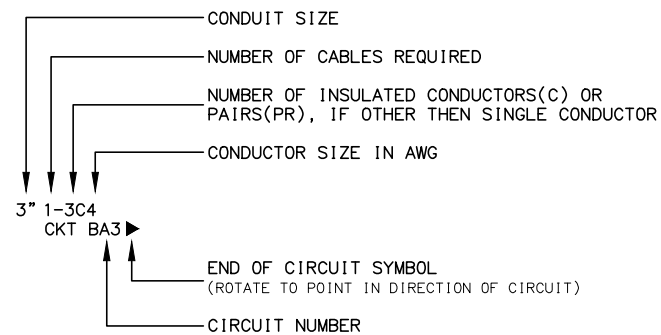 CONDUIT SIZE
NUMBER OF CABLES REQUIRED
NUMBER OF INSULATED CONDUCTORS(C) OR
PAIRS(PR), IF OTHER THEN SINGLE CONDUCTOR
CONDUCTOR SIZE IN AWG
3" 1-3C4
CKT BA3
END OF CIRCUIT SYMBOL
(ROTATE TO POINT IN DIRECTION OF CIRCUIT)
CIRCUIT NUMBER